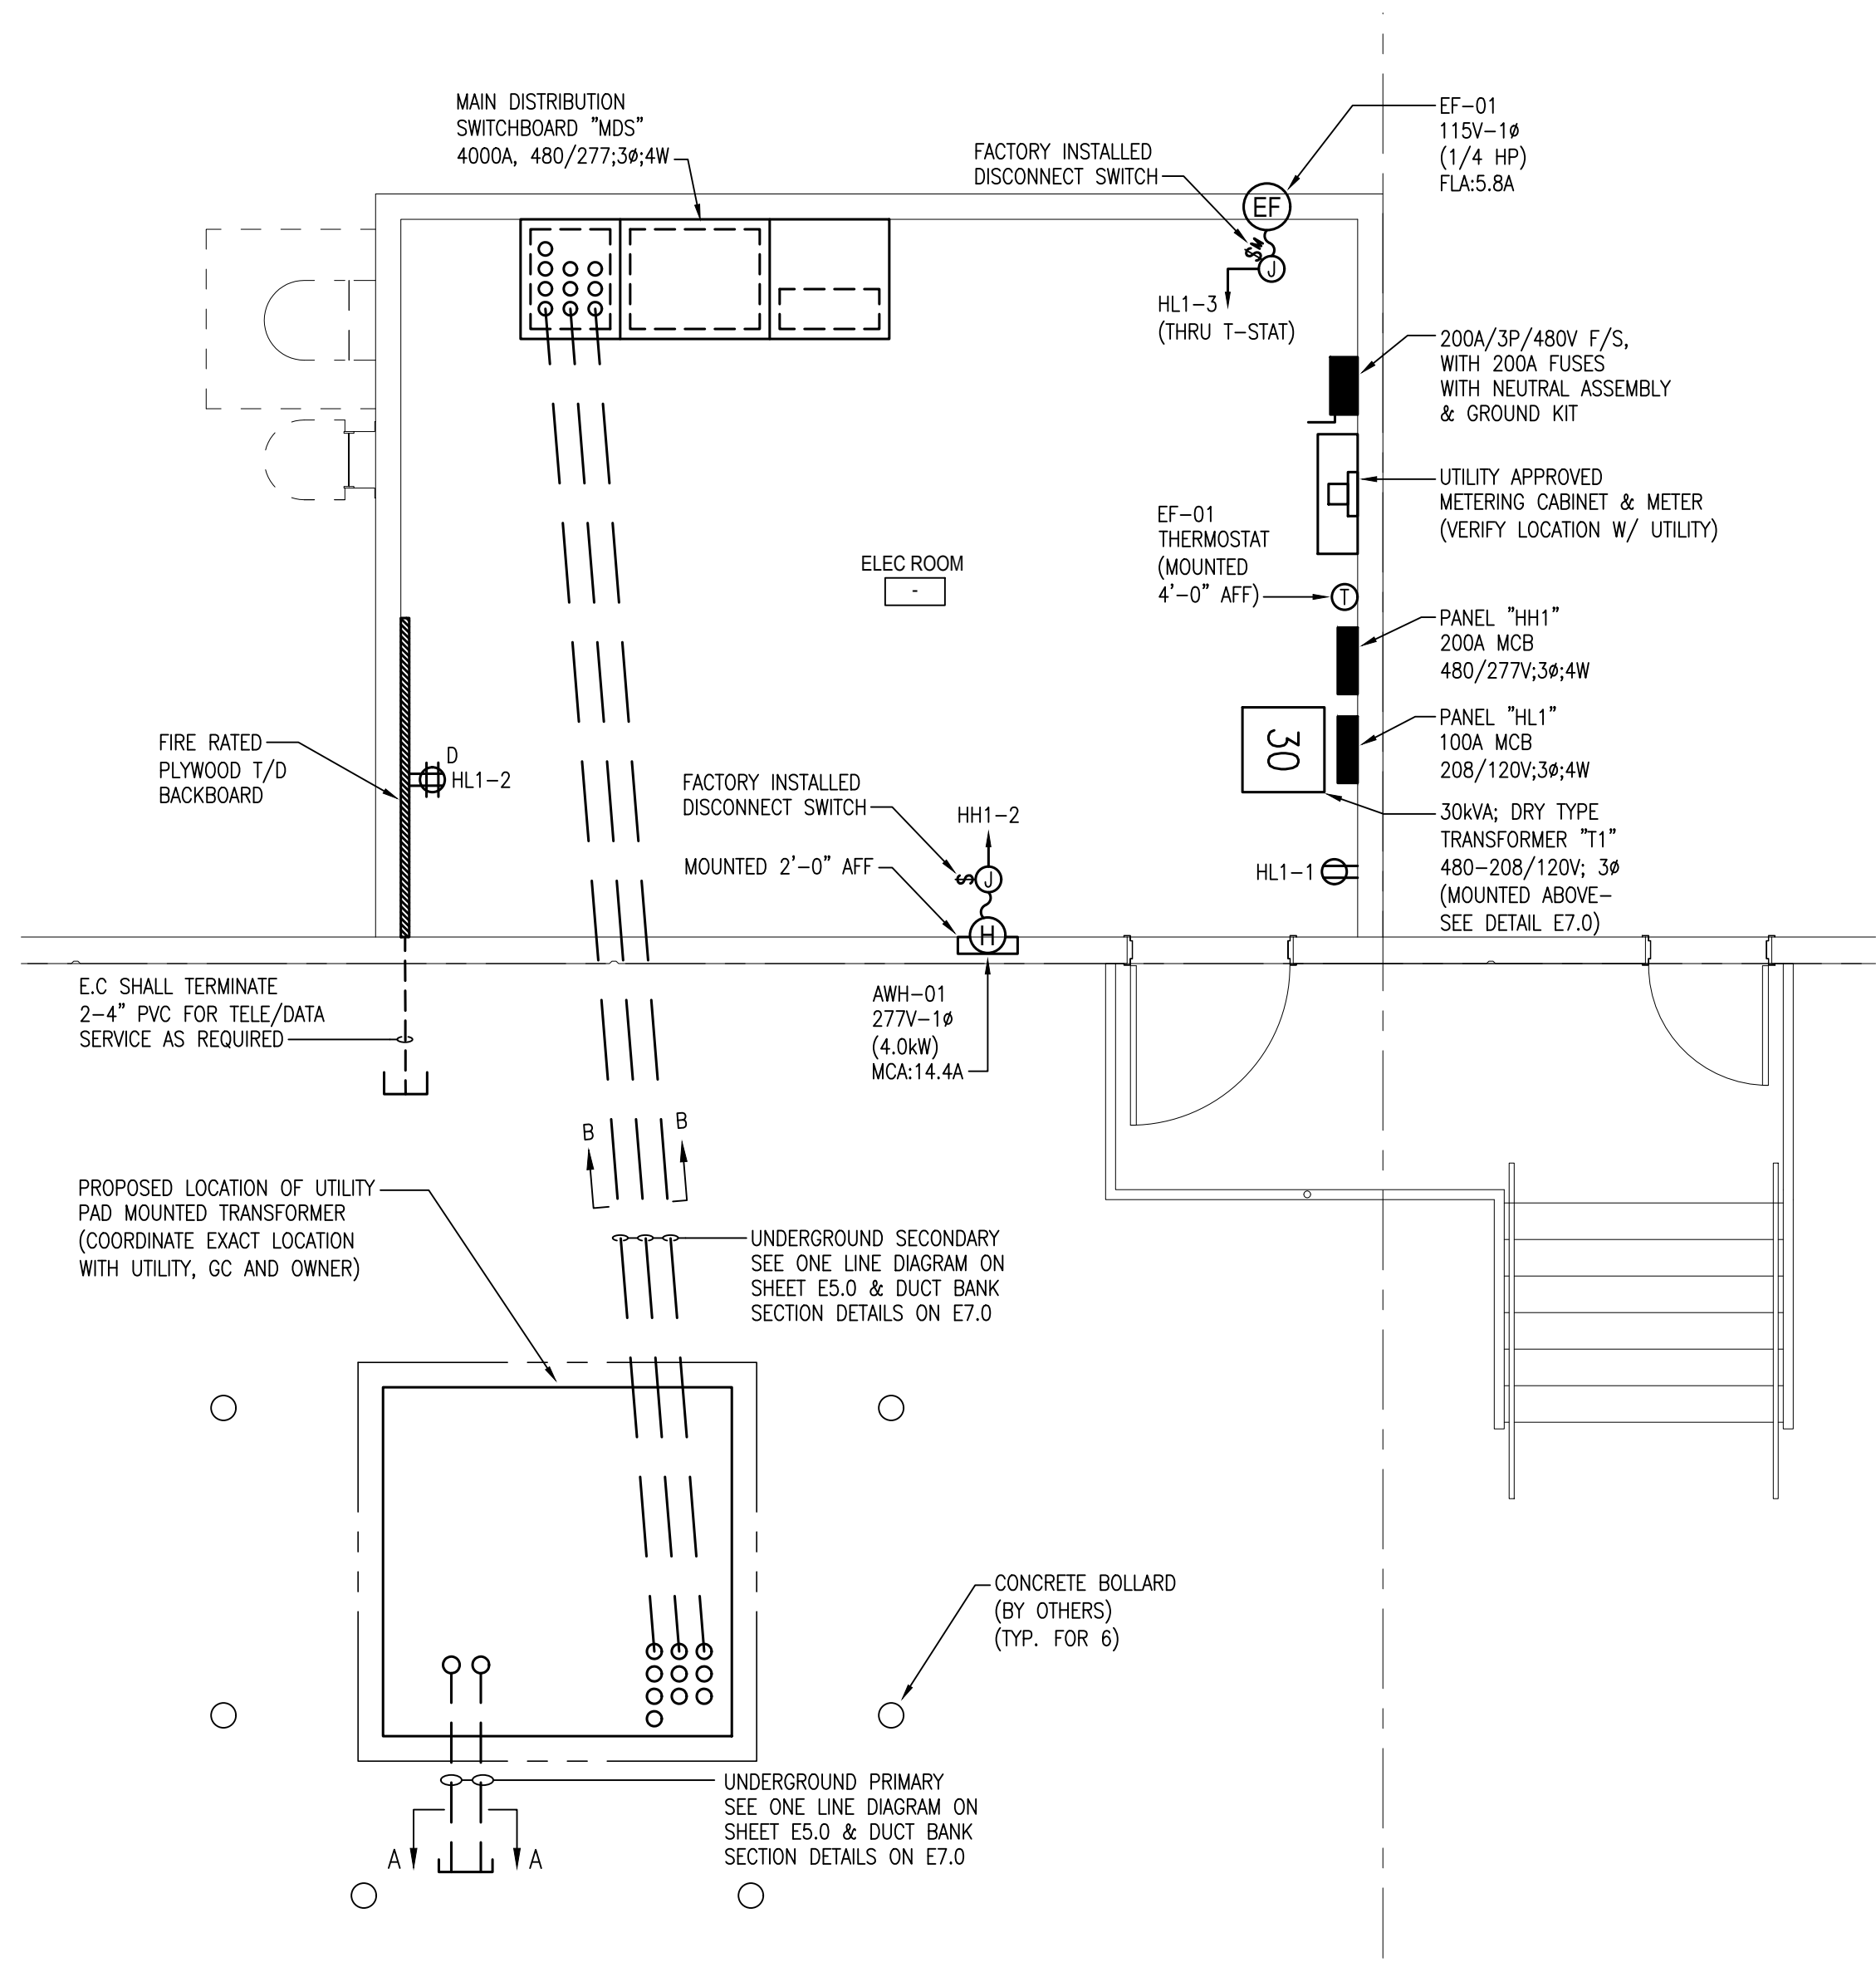 MAIN DISTRIBUTION
SWITCHBOARD "MDS"
4000A, 480/277;3ø;4W
FACTORY INSTALLED
DISCONNECT SWITCH
EF-01
115V-1ø
(1/4 HP)
FLA:5.8A
EF
$M
J
HL1-3
(THRU T-STAT)
200A/3P/480V F/S,
WITH 200A FUSES
WITH NEUTRAL ASSEMBLY
& GROUND KIT
UTILITY APPROVED
METERING CABINET & METER
(VERIFY LOCATION W/ UTILITY)
EF-01
THERMOSTAT
(MOUNTED
4'-0" AFF)
T
ELEC ROOM
-
PANEL "HH1"
200A MCB
480/277V;3ø;4W
PANEL "HL1"
100A MCB
208/120V;3ø;4W
30
30kVA; DRY TYPE
TRANSFORMER "T1"
480-208/120V; 3ø
(MOUNTED ABOVE-
SEE DETAIL E7.0)
HL1-1
FIRE RATED
PLYWOOD T/D
BACKBOARD
D
HL1-2
FACTORY INSTALLED
DISCONNECT SWITCH
HH1-2
MOUNTED 2'-0" AFF
$
J
H
E.C SHALL TERMINATE
2-4" PVC FOR TELE/DATA
SERVICE AS REQUIRED
AWH-01
277V-1ø
(4.0kW)
MCA:14.4A
B
B
PROPOSED LOCATION OF UTILITY
PAD MOUNTED TRANSFORMER
(COORDINATE EXACT LOCATION
WITH UTILITY, GC AND OWNER)
UNDERGROUND SECONDARY
SEE ONE LINE DIAGRAM ON
SHEET E5.0 & DUCT BANK
SECTION DETAILS ON E7.0
CONCRETE BOLLARD
(BY OTHERS)
(TYP. FOR 6)
UNDERGROUND PRIMARY
SEE ONE LINE DIAGRAM ON
SHEET E5.0 & DUCT BANK
SECTION DETAILS ON E7.0
A
A